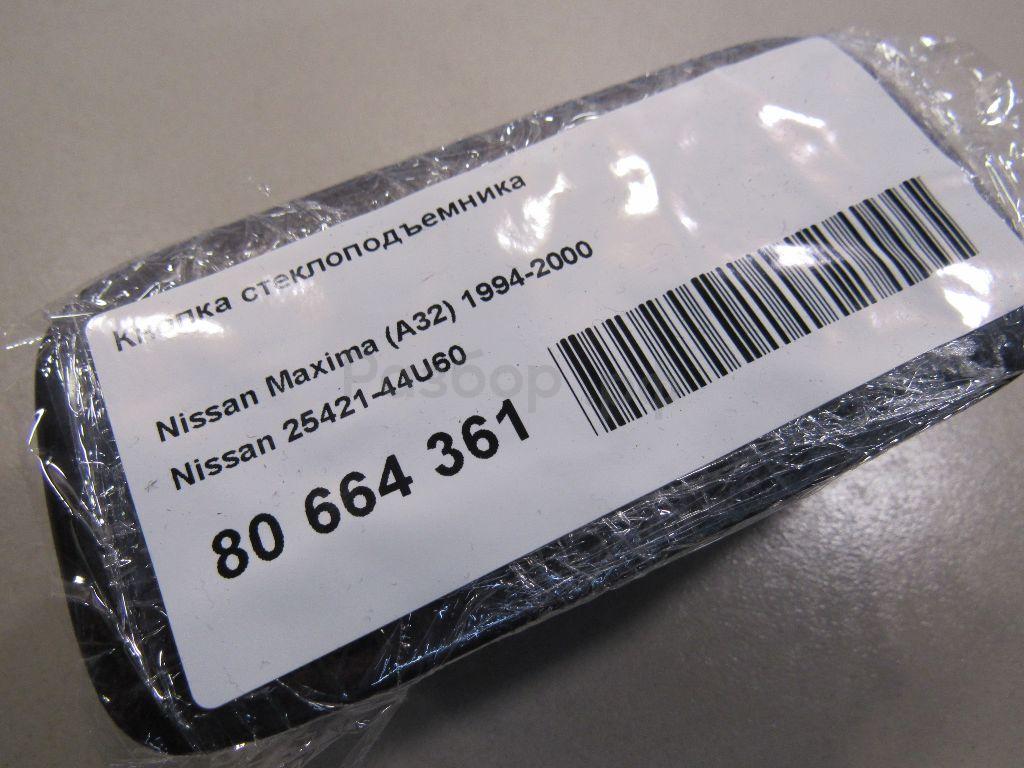 Кнопка стеклоподъемника
Nissan Maxima (A32) 1994-2000
Nissan 25421-44U60
80 664 361